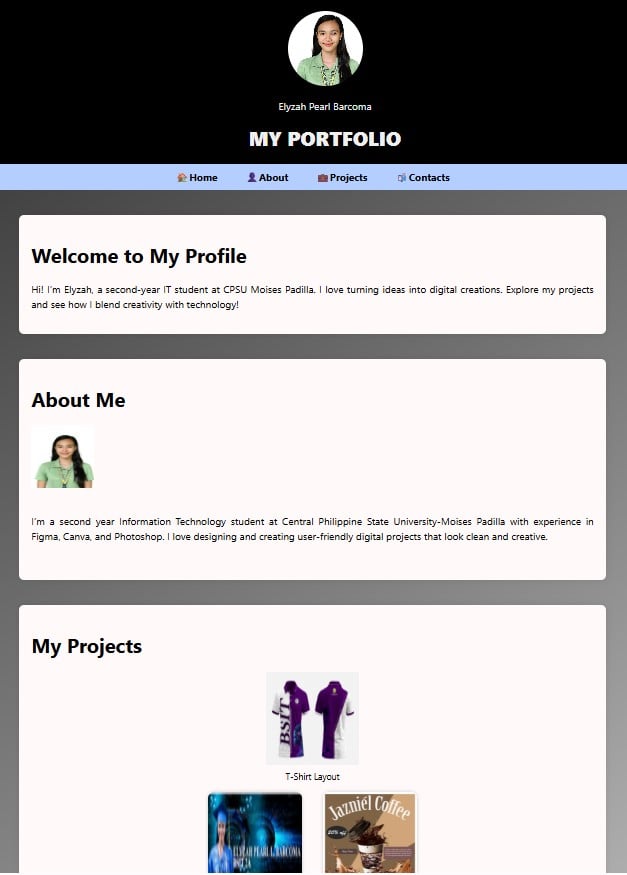 Elyzah Pearl Barcoma
MY PORTFOLIO
Home About Projects Contacts
Welcome to My Profile
Hi! I'm Elyzah, a second-year IT student at CPSU Moises Padilla. I love turning ideas into digital creations. Explore my projects
and see how I blend creativity with technology!
About Me
I'm a second year Information Technology student at Central Philippine State University-Moises Padilla with experience in
Figma, Canva, and Photoshop. I love designing and creating user-friendly digital projects that look clean and creative.
My Projects
BSIT
T-Shirt Layout
Jazniél Coffee
20% off
ELYZAH PEARL L. BARCOMA